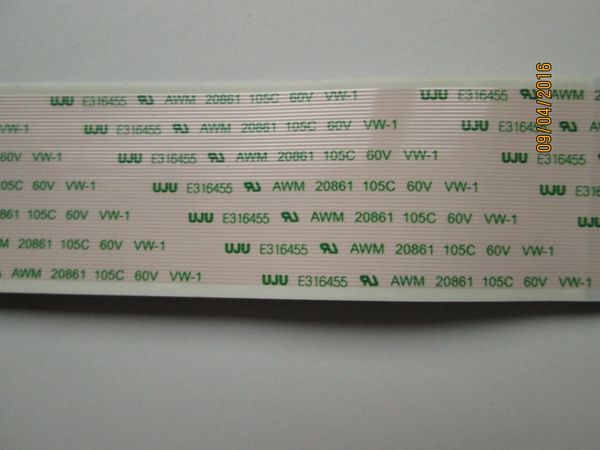 UJU E316455 AWM 20861 105C 60V VW-1 UJU E316455 AWM
VW-1 UJU E316455 AWM 20861 105C 60V VW-1 UJU E316455
60V VW-1 UJU E316455 AWM 20861 105C 60V VW-1 UJU E316455
105C 60V VW-1 UJU E316455 AWM 20861 105C 60V VW-1 UJU
105C 60V VW-1 UJU E316455 AWM 20861 105C 60V VW-1 UJU
AWM 20861 105C 60V VW-1 UJU E316455 AWM 20861 105C 60V VW-1
AWM 20861 105C 60V VW-1 UJU E316455 AWM 20861 105C 60V VW-1
09/04/2016